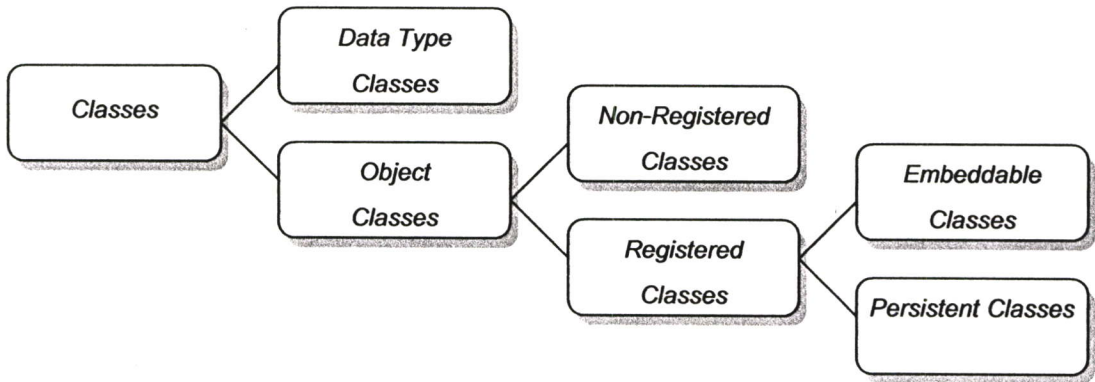 Classes
Data Type
Classes
Object
Classes
Non-Registered
Classes
Registered
Classes
Embeddable
Classes
Persistent Classes